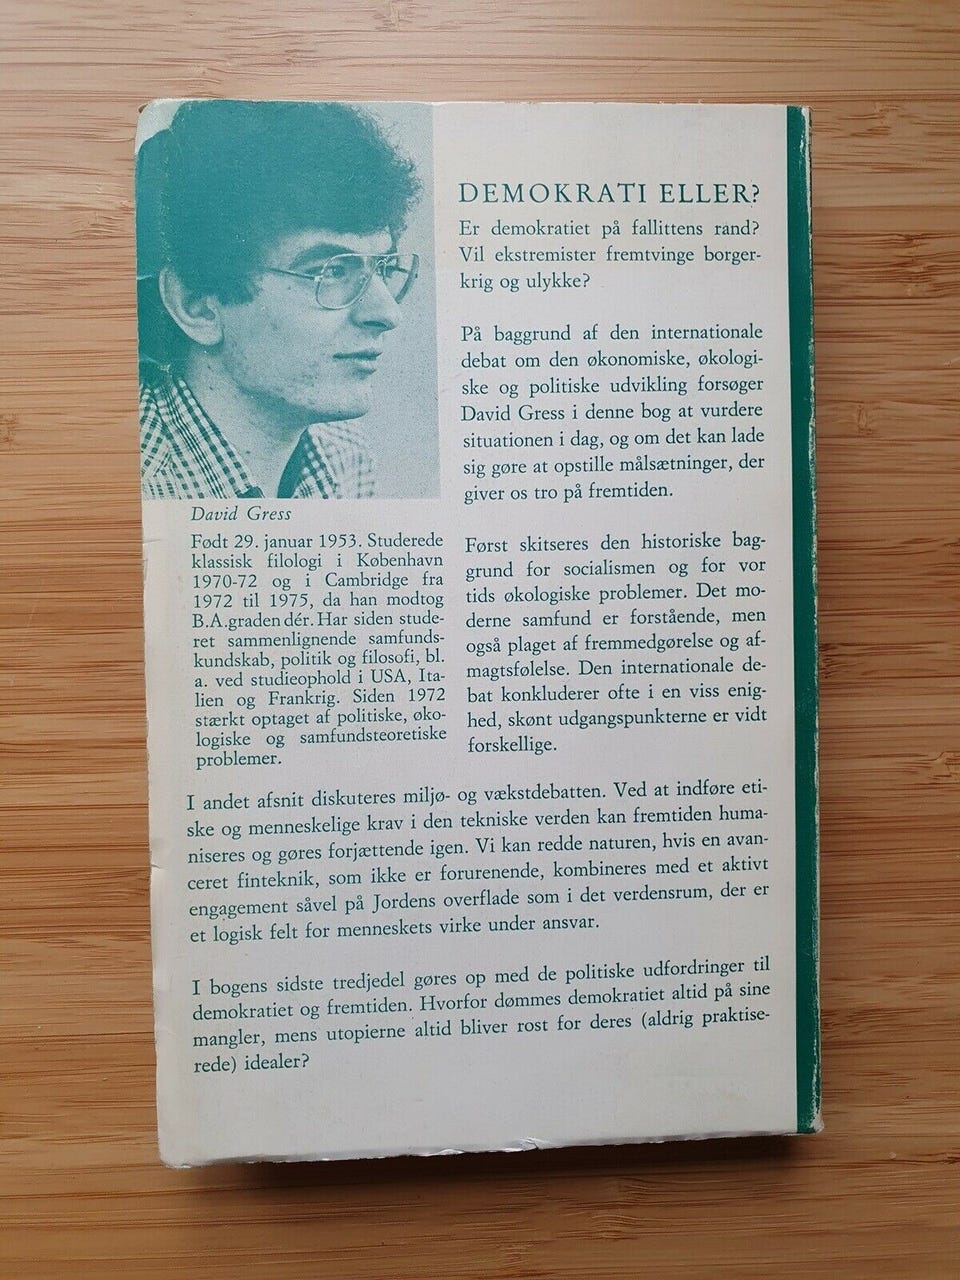 DEMOKRATI ELLER?
Er demokratiet på fallittens rand?
Vil ekstremister fremtvinge borger-
krig og ulykke?
På baggrund af den internationale
debat om den økonomiske, økologi-
ske og politiske udvikling forsøger
David Gress i denne bog at vurdere
situationen i dag, og om det kan lade
sig gøre at opstille målsætninger, der
giver os tro på fremtiden.
Først skitseres den historiske bag-
grund for socialismen og for vor
tids økologiske problemer. Det mo-
derne samfund er forstående, men
også plaget af fremmedgørelse og af-
magtsfølelse. Den internationale de-
bat konkluderer ofte i en viss enig-
hed, skønt udgangspunkterne er vidt
forskellige.
David Gress
Født 29. januar 1953. Studerede
klassisk filologi i København
1970-72 og i Cambridge fra
1972 til 1975, da han modtog
B.A.graden dér. Har siden stude-
ret sammenlignende samfunds-
kundskab, politik og filosofi, bl.
a. ved studieophold i USA, Ita-
lien og Frankrig. Siden 1972
stærkt optaget af politiske, øko-
logiske og samfundsteoretiske
problemer.
I andet afsnit diskuteres miljø- og vækstdebatten. Ved at indføre eti-
ske og menneskelige krav i den tekniske verden kan fremtiden huma-
niseres og gøres forjættende igen. Vi kan redde naturen, hvis en avan-
ceret finteknik, som ikke er forurenende, kombineres med et aktivt
engagement såvel på Jordens overflade som i det verdensrum, der er
et logisk felt for menneskets virke under ansvar.
I bogens sidste tredjedel gøres op med de politiske udfordringer til
demokratiet og fremtiden. Hvorfor dømmes demokratiet altid på sine
mangler, mens utopierne altid bliver rost for deres (aldrig praktise-
rede) idealer?